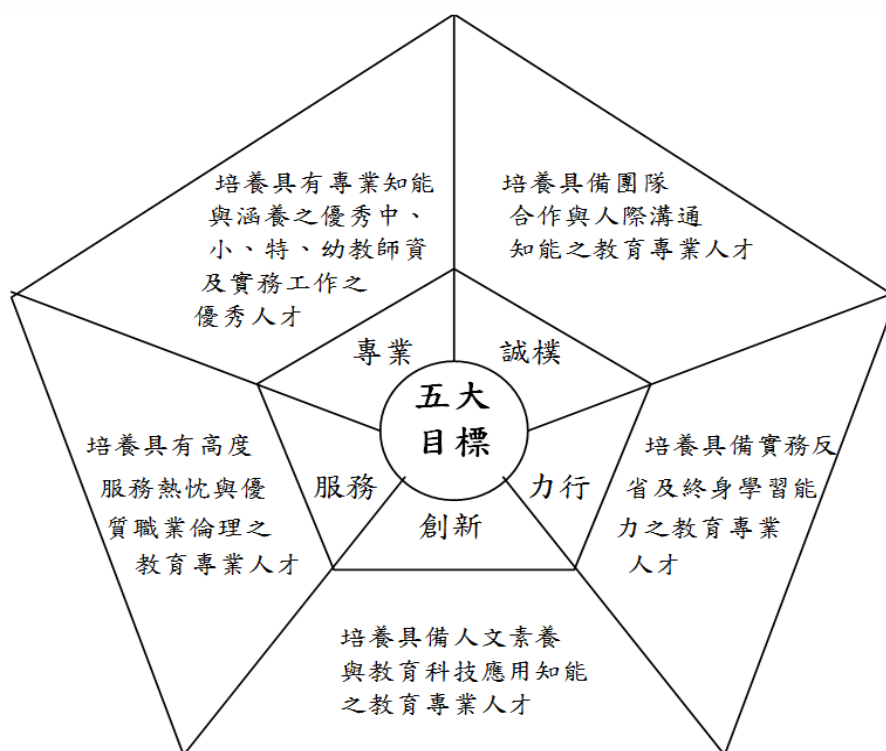 培養具有專業知能
與涵養之優秀中、
小、特、幼教師資
及實務工作之
優秀人才
培養具備團隊
合作與人際溝通
知能之教育專業人才
專業
誠樸
五大
目標
服務
力行
創新
培養具有高度
服務熱忱與優
質職業倫理之
教育專業人才
培養具備實務反
省及終身學習能
力之教育專業
人才
培養具備人文素養
與教育科技應用知能
之教育專業人才